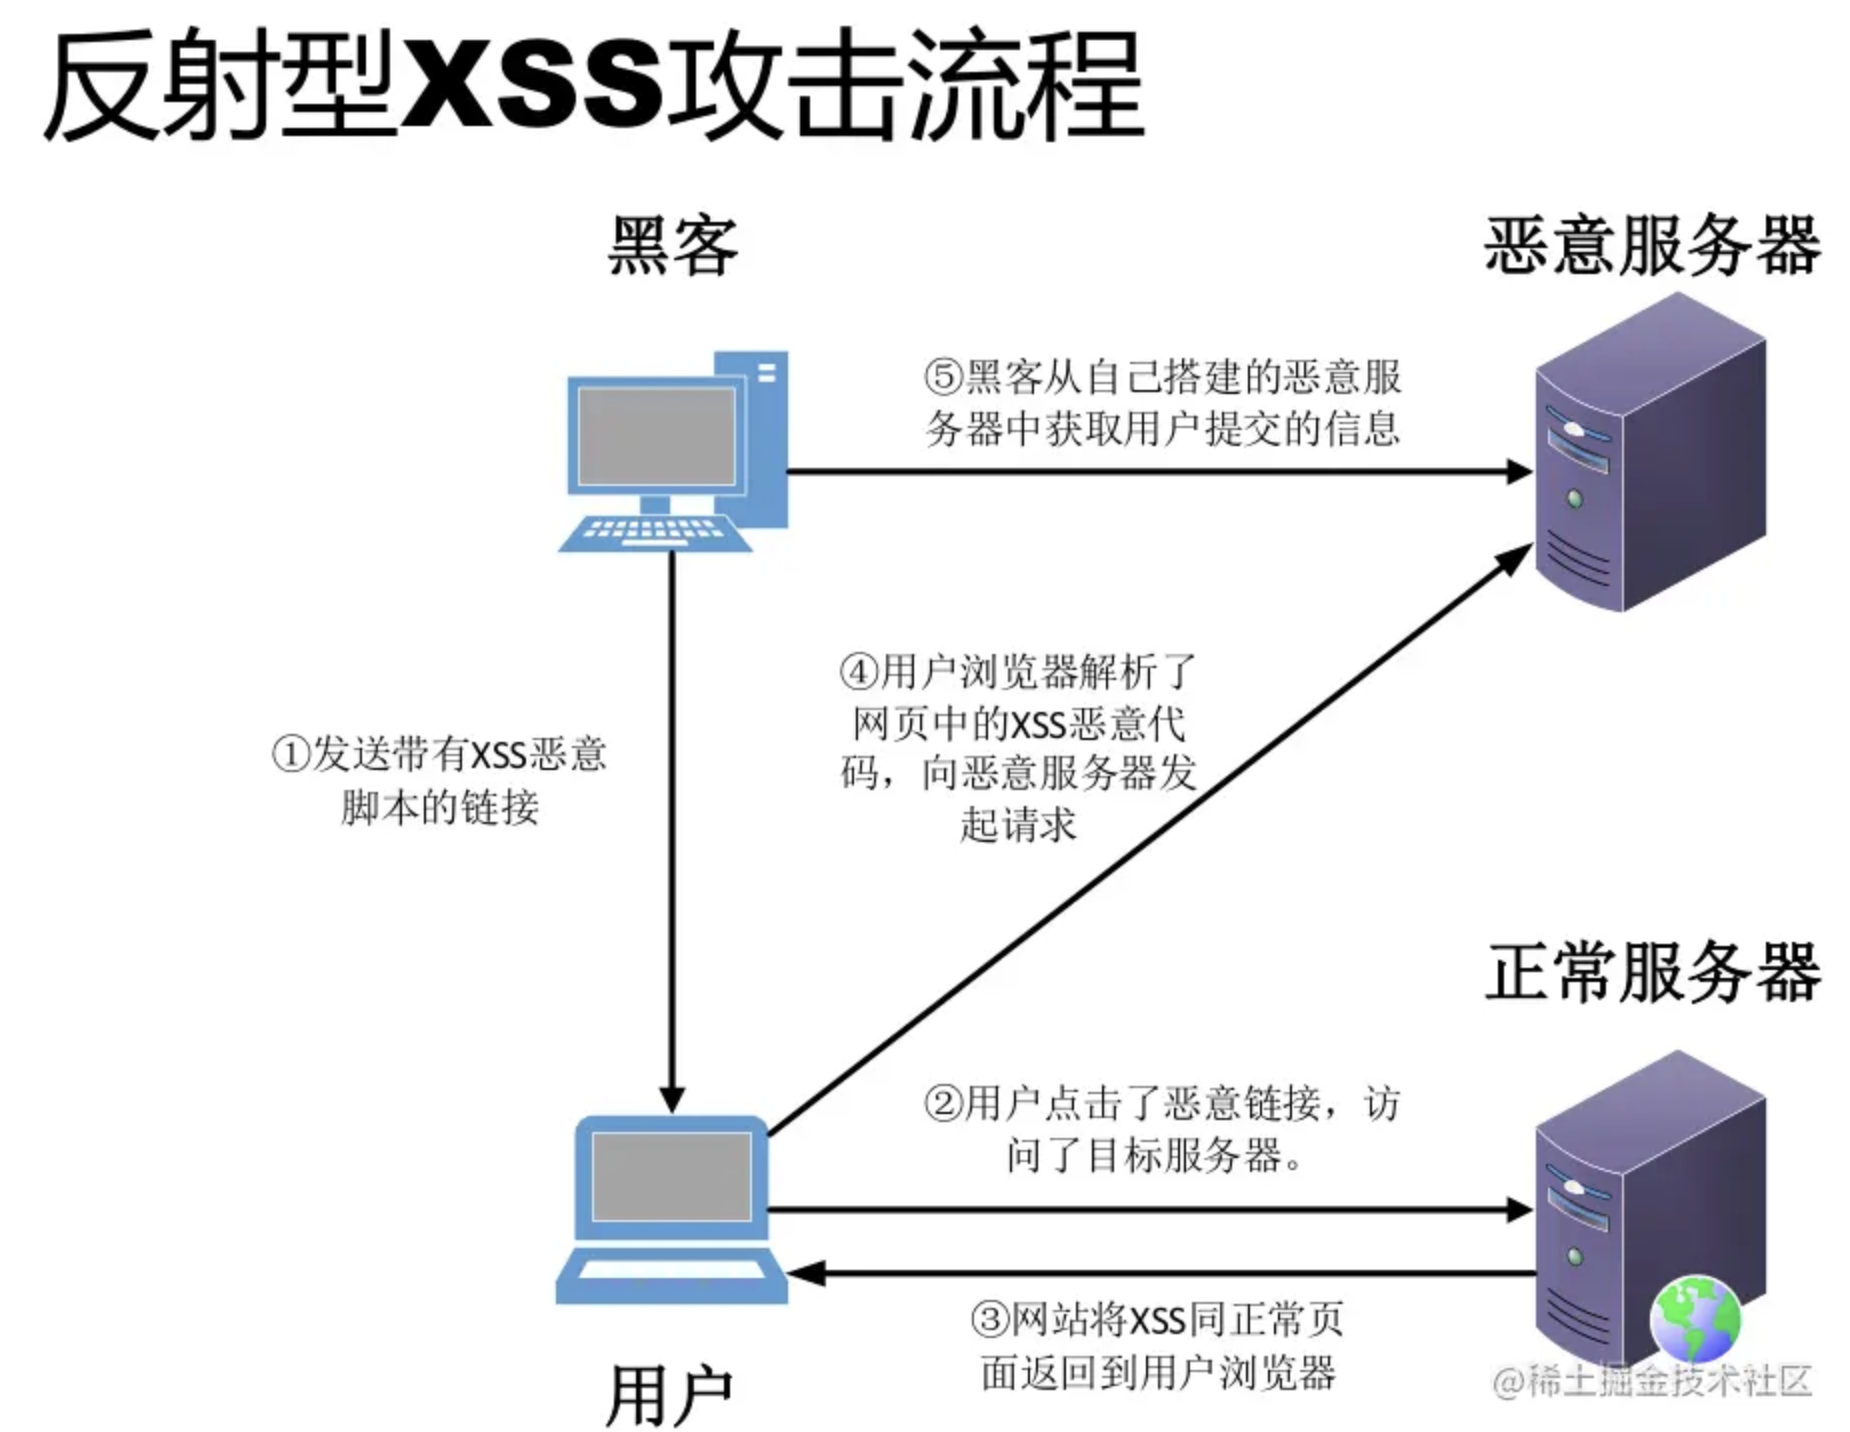 反射型XSS攻击流程
黑客
恶意服务器
⑤黑客从自己搭建的恶意服
务器中获取用户提交的信息
④用户浏览器解析了
网页中的XSS恶意代
码，向恶意服务器发
起请求
①发送带有XSS恶意
脚本的链接
正常服务器
②用户点击了恶意链接，访
问了目标服务器。
③网站将XSS同正常页
面返回到用户浏览器
用户
@稀土掘金技术社区